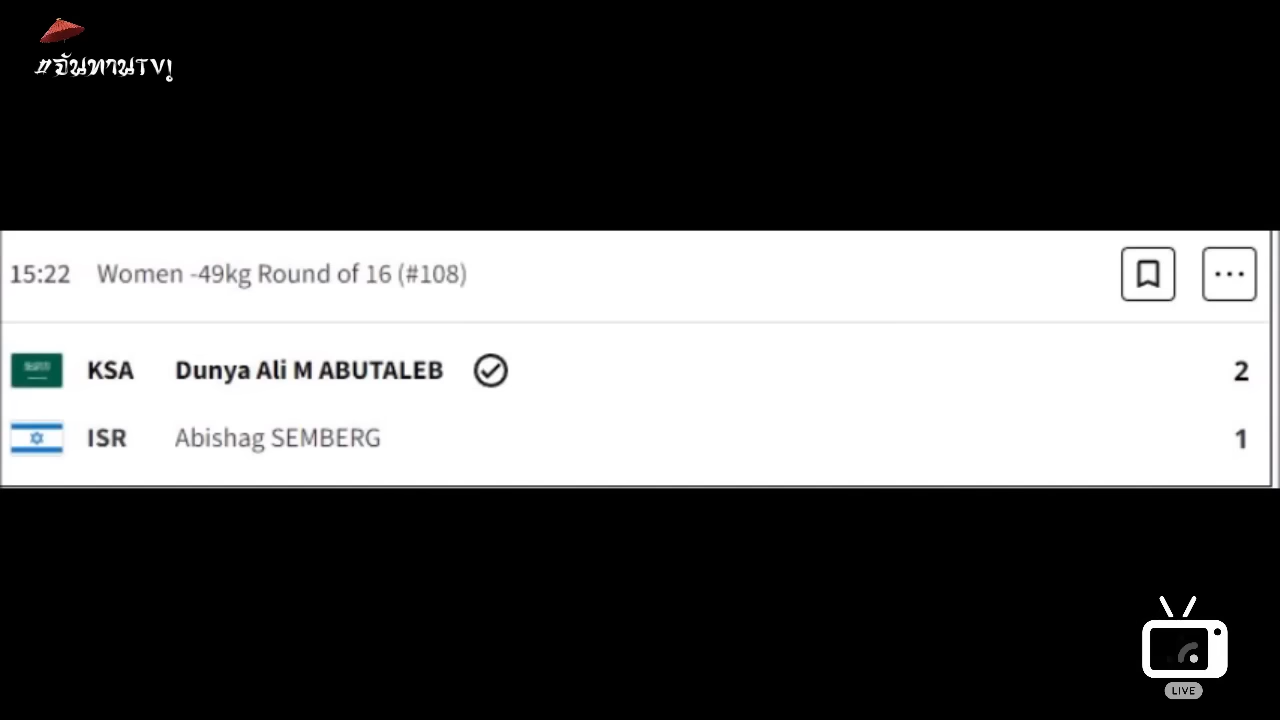 #จันทานTV!
15:22 Women -49kg Round of 16 (#108)
KSA Dunya Ali M ABUTALEB 2
ISR Abishag SEMBERG 1
LIVE